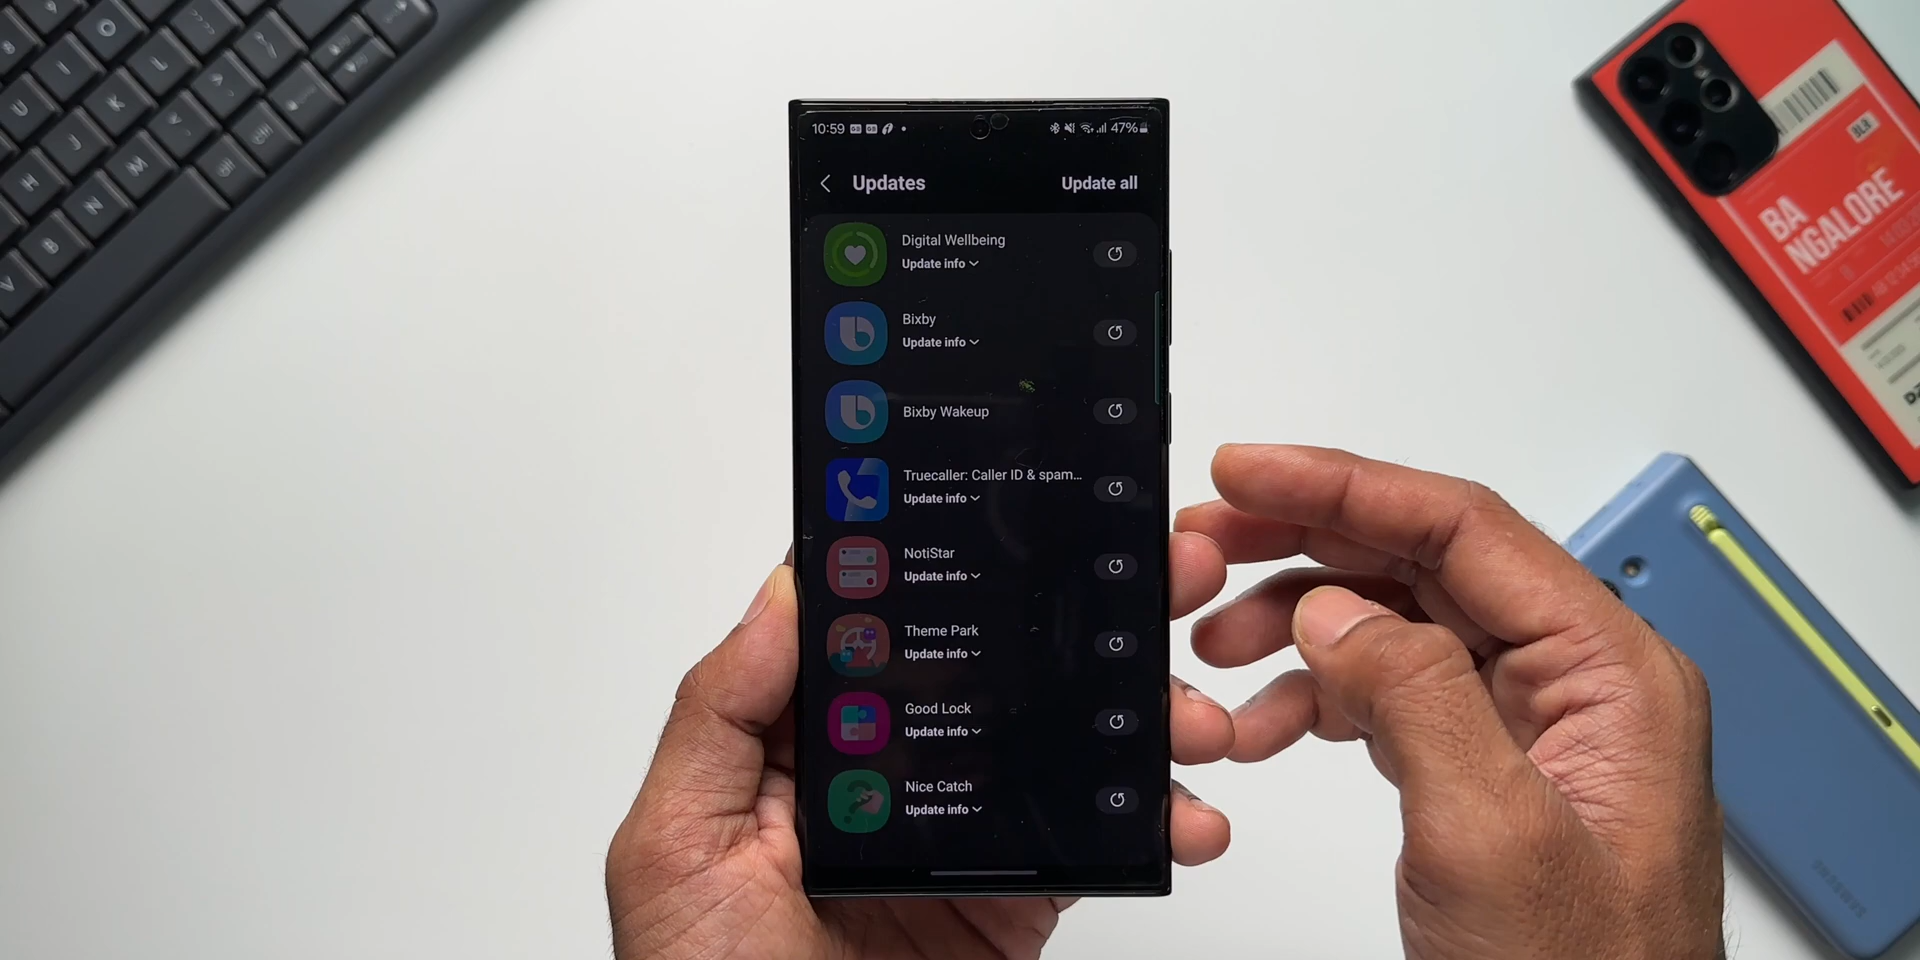 10:59
47%
Updates
Update all
Digital Wellbeing
Update info
Bixby
Update info
Bixby Wakeup
Truecaller: Caller ID & spam...
Update info
NotiStar
Update info
Theme Park
Update info
Good Lock
Update info
Nice Catch
Update info
BLR
BA
NGALORE
SAMSUNG
U
I
O
J
K
L
H
N
M
B
V